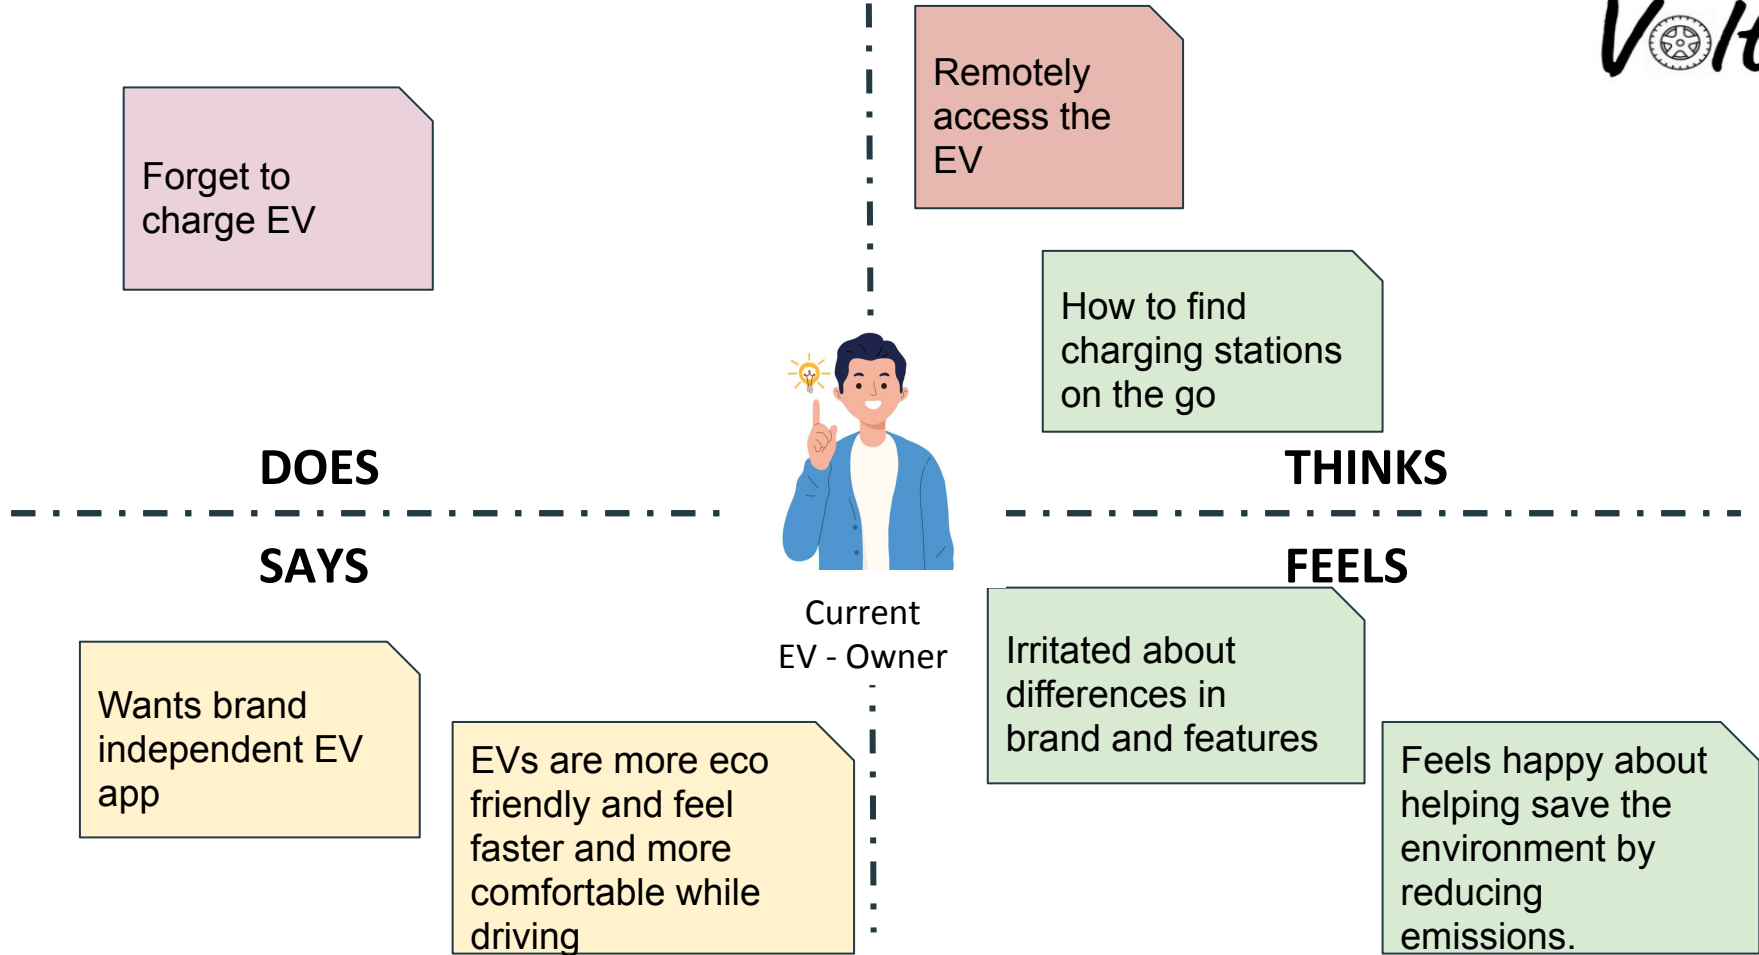 Volt
Remotely
access the
EV
Forget to
charge EV
How to find
charging stations
on the go
DOES
THINKS
SAYS
FEELS
Current
EV - Owner
Wants brand
independent EV
app
EVs are more eco
friendly and feel
faster and more
comfortable while
driving
Irritated about
differences in
brand and features
Feels happy about
helping save the
environment by
reducing
emissions.